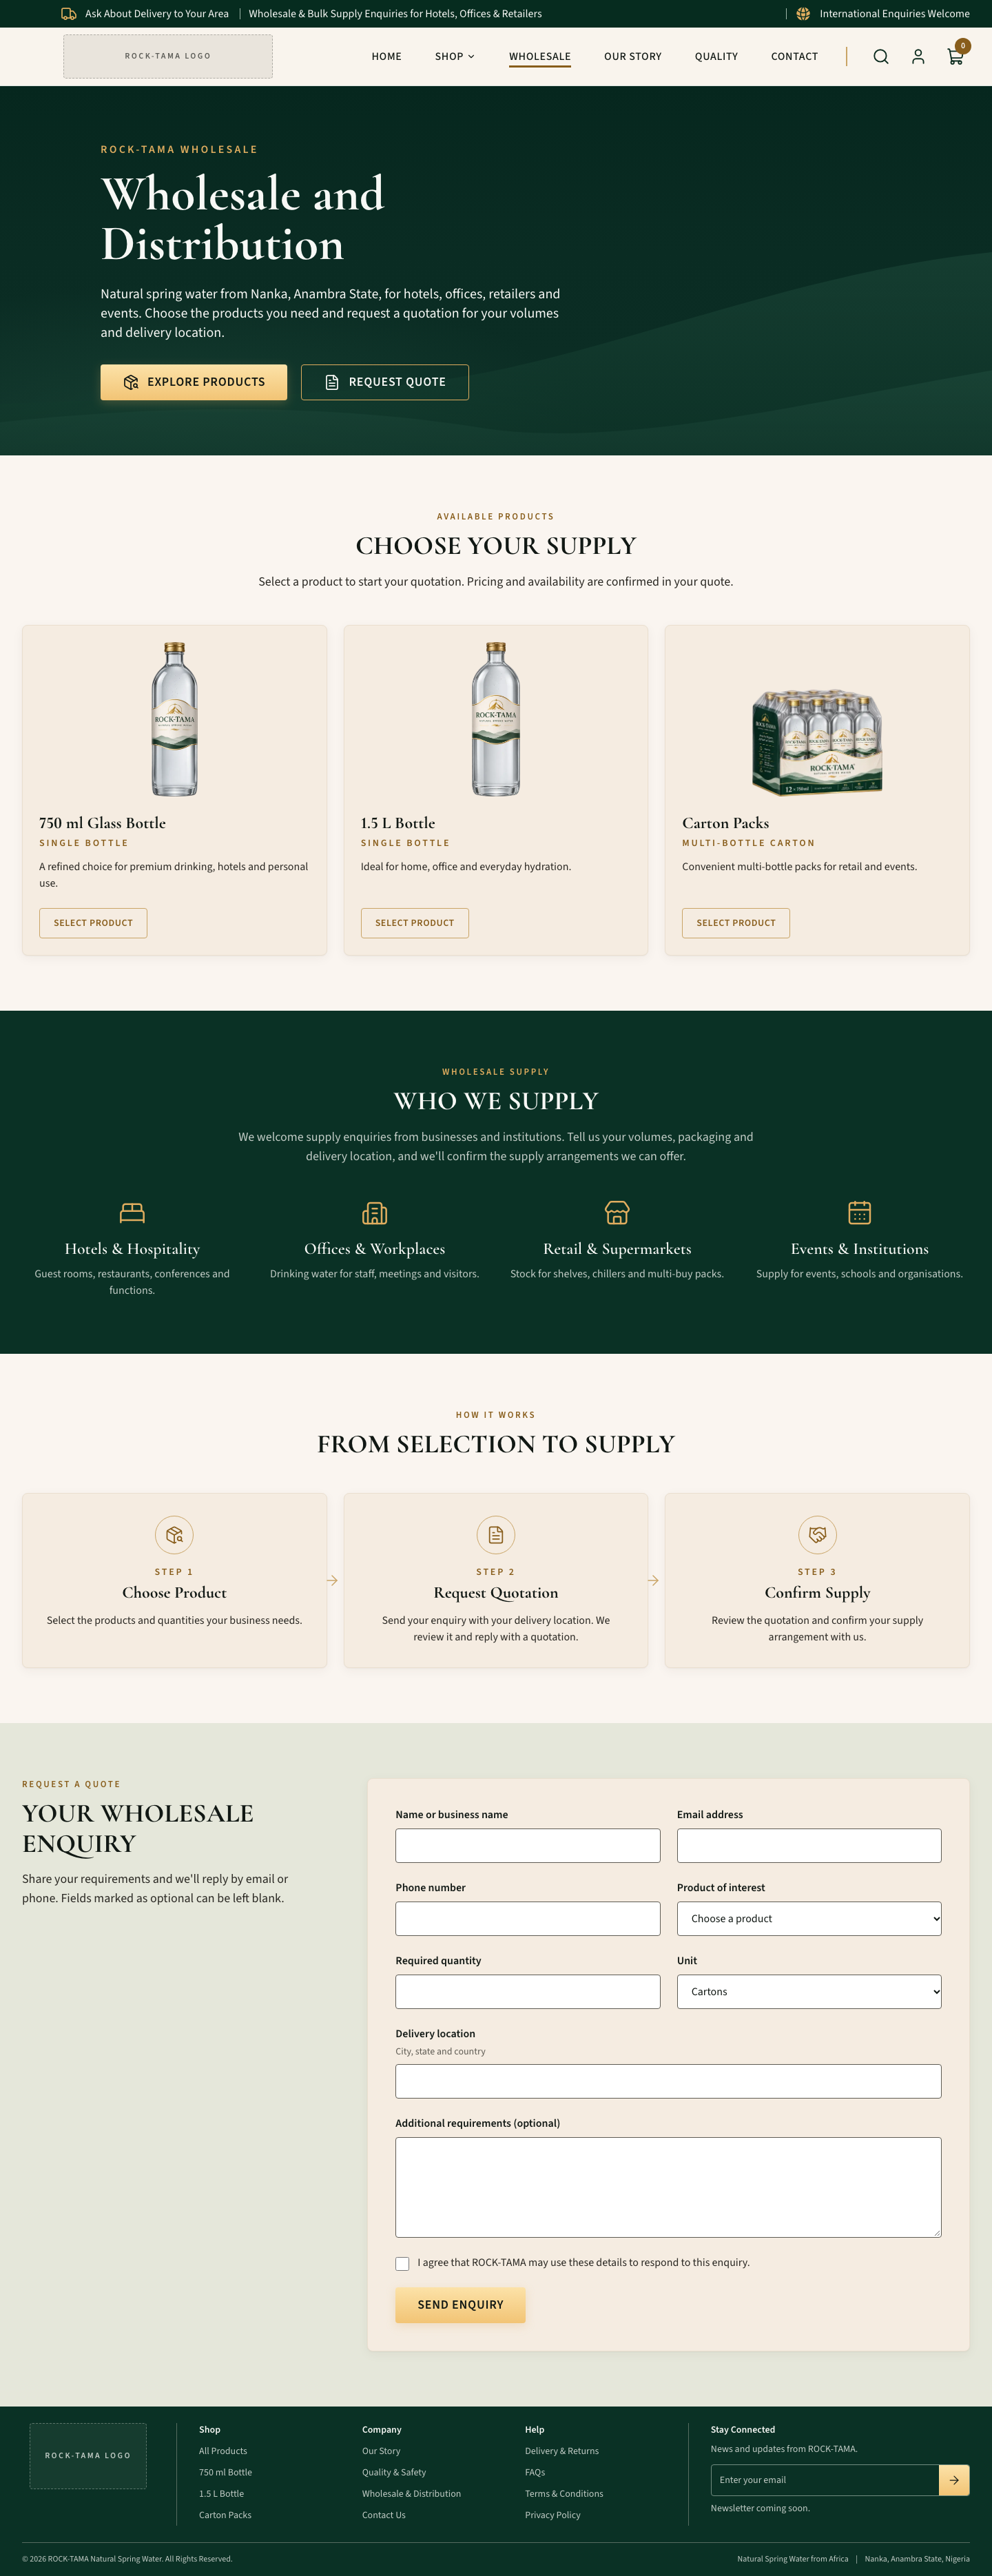 Ask About Delivery to Your Area | Wholesale & Bulk Supply Enquiries for Hotels, Offices & Retailers | International Enquiries Welcome
ROCK-TAMA LOGO
HOME SHOP WHOLESALE OUR STORY QUALITY CONTACT 0
ROCK-TAMA WHOLESALE
Wholesale and
Distribution
Natural spring water from Nanka, Anambra State, for hotels, offices, retailers and
events. Choose the products you need and request a quotation for your volumes
and delivery location.
EXPLORE PRODUCTS REQUEST QUOTE
AVAILABLE PRODUCTS
CHOOSE YOUR SUPPLY
Select a product to start your quotation. Pricing and availability are confirmed in your quote.
ROCK-TAMA
ROCK-TAMA
ROCK-TAMA
750 ml Glass Bottle
SINGLE BOTTLE
A refined choice for premium drinking, hotels and personal
use.
SELECT PRODUCT
1.5 L Bottle
SINGLE BOTTLE
Ideal for home, office and everyday hydration.
SELECT PRODUCT
Carton Packs
MULTI-BOTTLE CARTON
Convenient multi-bottle packs for retail and events.
SELECT PRODUCT
WHOLESALE SUPPLY
WHO WE SUPPLY
We welcome supply enquiries from businesses and institutions. Tell us your volumes, packaging and
delivery location, and we'll confirm the supply arrangements we can offer.
Hotels & Hospitality
Guest rooms, restaurants, conferences and
functions.
Offices & Workplaces
Drinking water for staff, meetings and visitors.
Retail & Supermarkets
Stock for shelves, chillers and multi-buy packs.
Events & Institutions
Supply for events, schools and organisations.
HOW IT WORKS
FROM SELECTION TO SUPPLY
STEP 1
Choose Product
Select the products and quantities your business needs.
STEP 2
Request Quotation
Send your enquiry with your delivery location. We
review it and reply with a quotation.
STEP 3
Confirm Supply
Review the quotation and confirm your supply
arrangement with us.
REQUEST A QUOTE
YOUR WHOLESALE
ENQUIRY
Share your requirements and we'll reply by email or
phone. Fields marked as optional can be left blank.
Name or business name
Email address
Phone number
Product of interest
Choose a product
Required quantity
Unit
Cartons
Delivery location
City, state and country
Additional requirements (optional)
I agree that ROCK-TAMA may use these details to respond to this enquiry.
SEND ENQUIRY
ROCK-TAMA LOGO
Shop
All Products
750 ml Bottle
1.5 L Bottle
Carton Packs
Company
Our Story
Quality & Safety
Wholesale & Distribution
Contact Us
Help
Delivery & Returns
FAQs
Terms & Conditions
Privacy Policy
Stay Connected
News and updates from ROCK-TAMA.
Enter your email
Newsletter coming soon.
© 2026 ROCK-TAMA Natural Spring Water. All Rights Reserved.
Natural Spring Water from Africa | Nanka, Anambra State, Nigeria